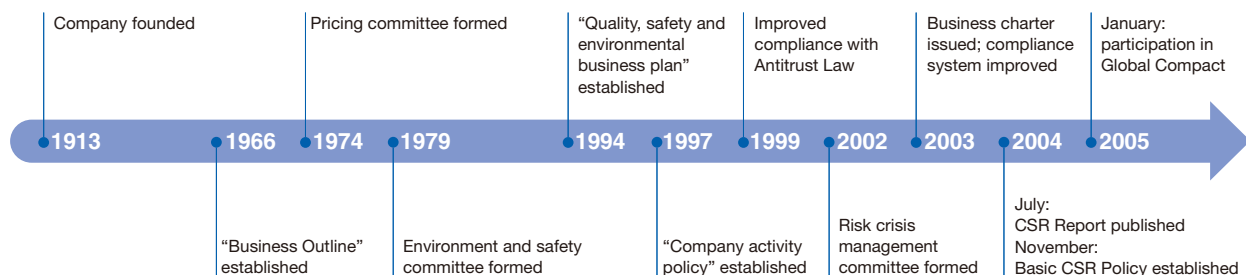 Company founded
Pricing committee formed
“Quality, safety and
environmental
business plan”
established
Improved
compliance with
Antitrust Law
Business charter
issued; compliance
system improved
January:
participation in
Global Compact
1913
1966
1974
1979
1994
1997
1999
2002
2003
2004
2005
“Business Outline”
established
Environment and safety
committee formed
“Company activity
policy” established
Risk crisis
management
committee formed
July:
CSR Report published
November:
Basic CSR Policy established